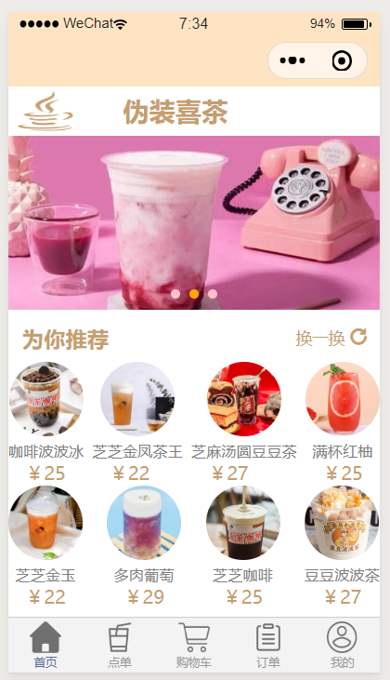 ●●●●● WeChat 7:34 94%
伪装喜茶
为你推荐 换一换
咖啡波波冰 芝芝金凤茶王 芝麻汤圆豆豆茶 满杯红柚
￥25 ￥22 ￥27 ￥25
芝芝金玉 多肉葡萄 芝芝咖啡 豆豆波波茶
￥22 ￥29 ￥25 ￥27
首页 点单 购物车 订单 我的